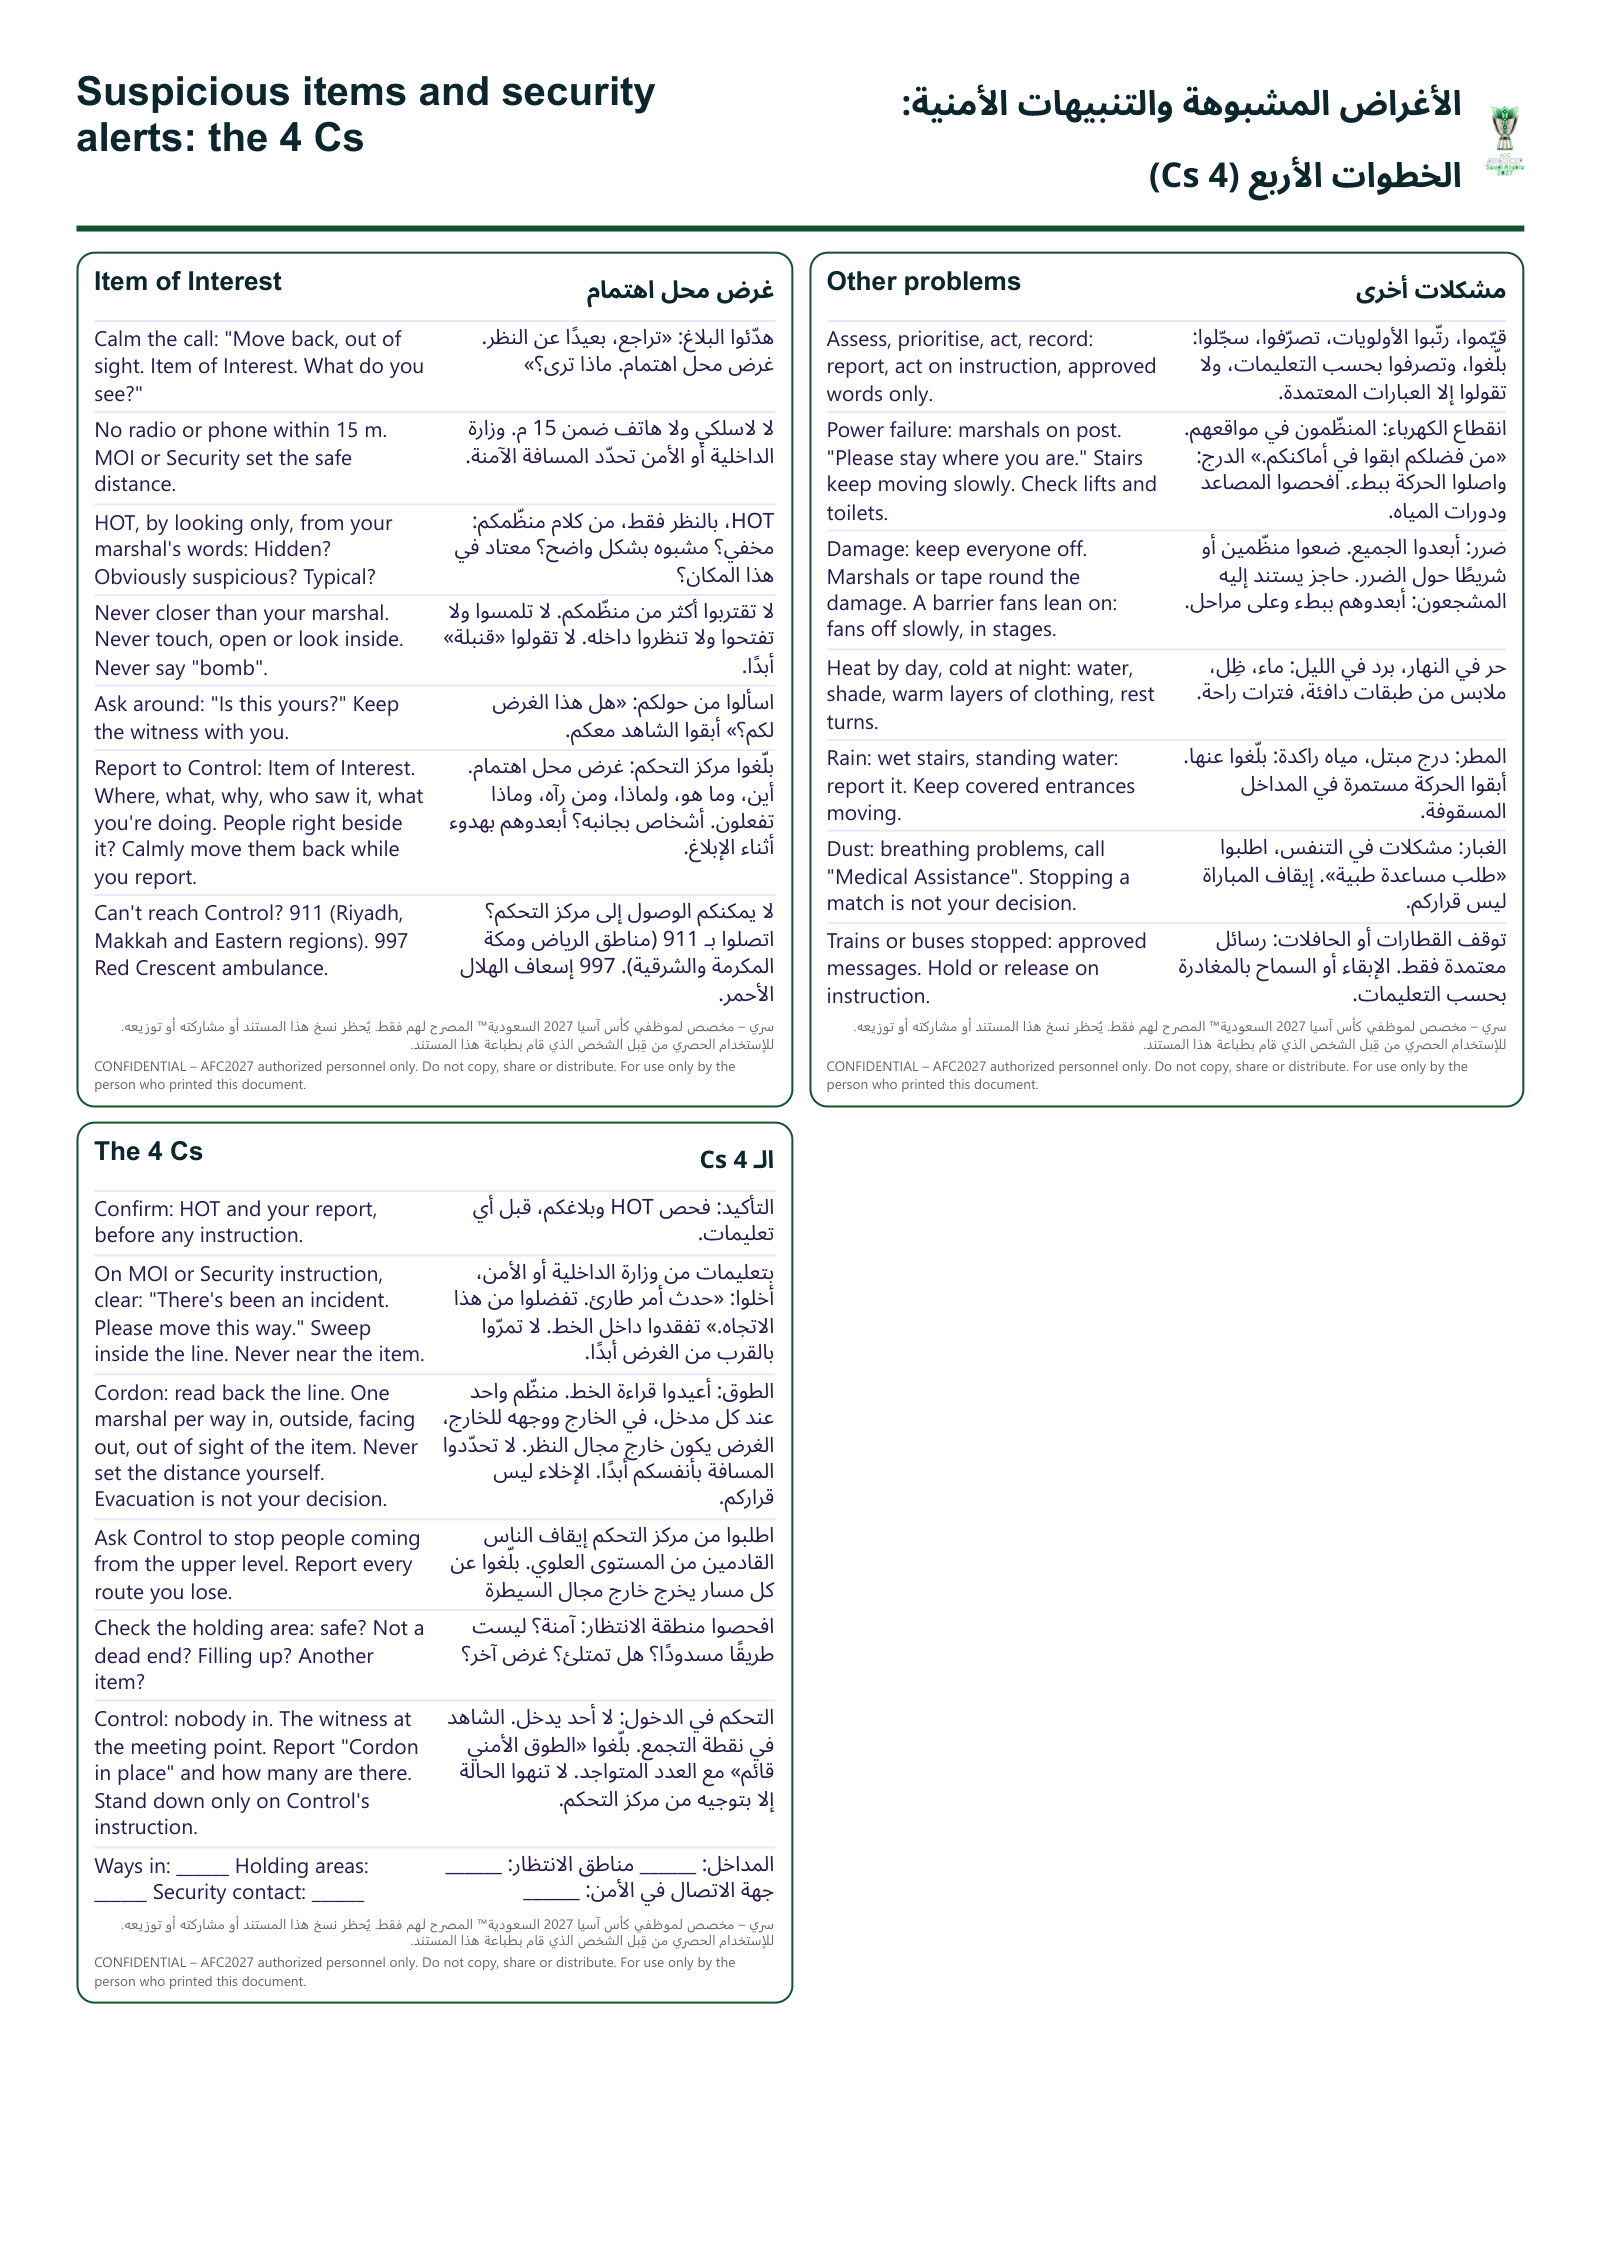 Suspicious items and security
alerts: the 4 Cs
الأغراض المشبوهة والتنبيهات الأمنية:
الخطوات الأربع (4 Cs)
Saudi Arabia
2027
Item of Interest
غرض محل اهتمام
Calm the call: "Move back, out of
sight. Item of Interest. What do you
see?"
هدّئوا البلاغ: «تراجع، بعيدًا عن النظر.
غرض محل اهتمام. ماذا ترى؟»
No radio or phone within 15 m.
MOI or Security set the safe
distance.
لا لاسلكي ولا هاتف ضمن 15 م. وزارة
الداخلية أو الأمن تحدّد المسافة الآمنة.
HOT, by looking only, from your
marshal's words: Hidden?
Obviously suspicious? Typical?
HOT، بالنظر فقط، من كلام منظّمكم:
مخفي؟ مشبوه بشكل واضح؟ معتاد في
هذا المكان؟
Never closer than your marshal.
Never touch, open or look inside.
Never say "bomb".
لا تقتربوا أكثر من منظّمكم. لا تلمسوا ولا
تفتحوا ولا تنظروا داخله. لا تقولوا «قنبلة»
أبدًا.
Ask around: "Is this yours?" Keep
the witness with you.
اسألوا من حولكم: «هل هذا الغرض
لكم؟» أبقوا الشاهد معكم.
Report to Control: Item of Interest.
Where, what, why, who saw it, what
you're doing. People right beside
it? Calmly move them back while
you report.
بلّغوا مركز التحكم: غرض محل اهتمام.
أين، وما هو، ولماذا، ومن رآه، وماذا
تفعلون. أشخاص بجانبه؟ أبعدوهم بهدوء
أثناء الإبلاغ.
Can't reach Control? 911 (Riyadh,
Makkah and Eastern regions). 997
Red Crescent ambulance.
لا يمكنكم الوصول إلى مركز التحكم؟
اتصلوا بـ 911 (مناطق الرياض ومكة
المكرمة والشرقية). 997 إسعاف الهلال
الأحمر.
سري – مخصص لموظفي كأس آسيا 2027 السعودية™ المصرح لهم فقط. يُحظر نسخ هذا المستند أو مشاركته أو توزيعه.
للإستخدام الحصري من قِبل الشخص الذي قام بطباعة هذا المستند.
CONFIDENTIAL – AFC2027 authorized personnel only. Do not copy, share or distribute. For use only by the
person who printed this document.
Other problems
مشكلات أخرى
Assess, prioritise, act, record:
report, act on instruction, approved
words only.
قيّموا، رتّبوا الأولويات، تصرّفوا، سجّلوا:
بلّغوا، وتصرفوا بحسب التعليمات، ولا
تقولوا إلا العبارات المعتمدة.
Power failure: marshals on post.
"Please stay where you are." Stairs
keep moving slowly. Check lifts and
toilets.
انقطاع الكهرباء: المنظّمون في مواقعهم.
«من فضلكم ابقوا في أماكنكم.» الدرج:
واصلوا الحركة ببطء. افحصوا المصاعد
ودورات المياه.
Damage: keep everyone off.
Marshals or tape round the
damage. A barrier fans lean on:
fans off slowly, in stages.
ضرر: أبعدوا الجميع. ضعوا منظّمين أو
شريطًا حول الضرر. حاجز يستند إليه
المشجعون: أبعدوهم ببطء وعلى مراحل.
Heat by day, cold at night: water,
shade, warm layers of clothing, rest
turns.
حر في النهار، برد في الليل: ماء، ظِل،
ملابس من طبقات دافئة، فترات راحة.
Rain: wet stairs, standing water:
report it. Keep covered entrances
moving.
المطر: درج مبتل، مياه راكدة: بلّغوا عنها.
أبقوا الحركة مستمرة في المداخل
المسقوفة.
Dust: breathing problems, call
"Medical Assistance". Stopping a
match is not your decision.
الغبار: مشكلات في التنفس، اطلبوا
«طلب مساعدة طبية». إيقاف المباراة
ليس قراركم.
Trains or buses stopped: approved
messages. Hold or release on
instruction.
توقف القطارات أو الحافلات: رسائل
معتمدة فقط. الإبقاء أو السماح بالمغادرة
بحسب التعليمات.
سري – مخصص لموظفي كأس آسيا 2027 السعودية™ المصرح لهم فقط. يُحظر نسخ هذا المستند أو مشاركته أو توزيعه.
للإستخدام الحصري من قِبل الشخص الذي قام بطباعة هذا المستند.
CONFIDENTIAL – AFC2027 authorized personnel only. Do not copy, share or distribute. For use only by the
person who printed this document.
The 4 Cs
الـ 4 Cs
Confirm: HOT and your report,
before any instruction.
التأكيد: فحص HOT وبلاغكم، قبل أي
تعليمات.
On MOI or Security instruction,
clear: "There's been an incident.
Please move this way." Sweep
inside the line. Never near the item.
بتعليمات من وزارة الداخلية أو الأمن،
أخلوا: «حدث أمر طارئ. تفضلوا من هذا
الاتجاه.» تفقدوا داخل الخط. لا تمرّوا
بالقرب من الغرض أبدًا.
Cordon: read back the line. One
marshal per way in, outside, facing
out, out of sight of the item. Never
set the distance yourself.
Evacuation is not your decision.
الطوق: أعيدوا قراءة الخط. منظّم واحد
عند كل مدخل، في الخارج ووجهه للخارج،
الغرض يكون خارج مجال النظر. لا تحدّدوا
المسافة بأنفسكم أبدًا. الإخلاء ليس
قراركم.
Ask Control to stop people coming
from the upper level. Report every
route you lose.
اطلبوا من مركز التحكم إيقاف الناس
القادمين من المستوى العلوي. بلّغوا عن
كل مسار يخرج خارج مجال السيطرة
Check the holding area: safe? Not a
dead end? Filling up? Another
item?
افحصوا منطقة الانتظار: آمنة؟ ليست
طريقًا مسدودًا؟ هل تمتلئ؟ غرض آخر؟
Control: nobody in. The witness at
the meeting point. Report "Cordon
in place" and how many are there.
Stand down only on Control's
instruction.
التحكم في الدخول: لا أحد يدخل. الشاهد
في نقطة التجمع. بلّغوا «الطوق الأمني
قائم» مع العدد المتواجد. لا تنهوا الحالة
إلا بتوجيه من مركز التحكم.
Ways in: _____ Holding areas:
_____ Security contact: _____
المداخل: _____ مناطق الانتظار: _____
جهة الاتصال في الأمن: _____
سري – مخصص لموظفي كأس آسيا 2027 السعودية™ المصرح لهم فقط. يُحظر نسخ هذا المستند أو مشاركته أو توزيعه.
للإستخدام الحصري من قِبل الشخص الذي قام بطباعة هذا المستند.
CONFIDENTIAL – AFC2027 authorized personnel only. Do not copy, share or distribute. For use only by the
person who printed this document.